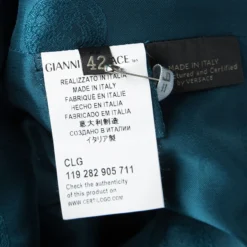 42
GIANNI ACE
REALIZZATO IN ITALIA
MADE IN ITALY
FABRIQUE EN ITALIE
HECHO EN ITALIA
FABRICADO EM ITÁLIA
意大利制造
СДЕЛАНО В ИТАЛИИ
イタリア製
CLG
119 282 905 711
Check the authenticity
of this product on
WWW.CERTILOGO.COM
MADE IN ITALY
and Certified
by VERSACE